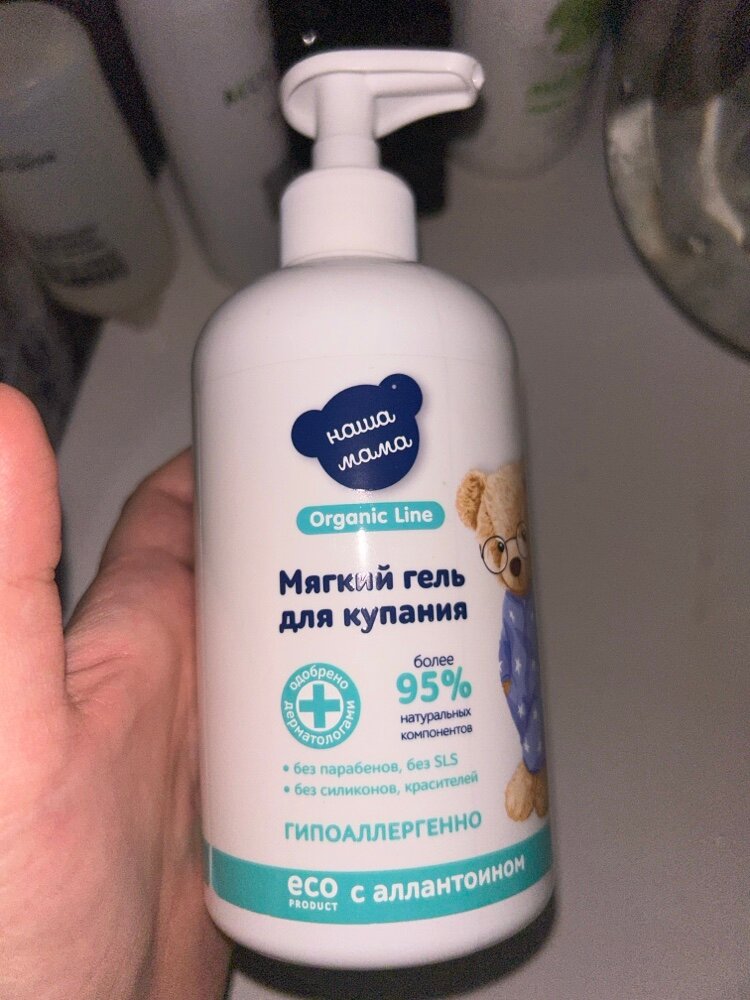 наша
мама
Organic Line
Мягкий гель
для купания
одобрено
дерматологами
более
95%
натуральных
компонентов
• без парабенов, без SLS
• без силиконов, красителей
ГИПОАЛЛЕРГЕННО
eco
PRODUCT
с аллантоином